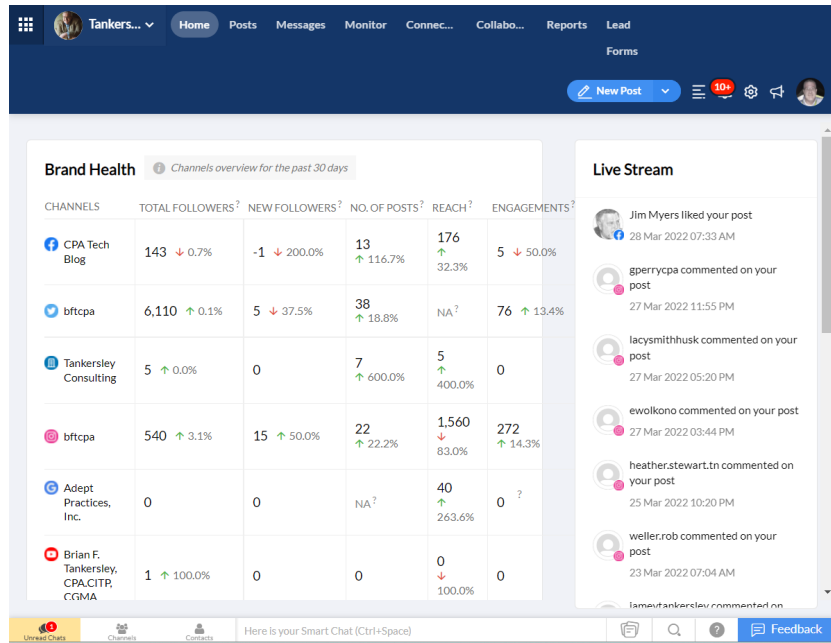 Tankers...
Home
Posts
Messages
Monitor
Connec...
Collabo...
Reports
Lead
Forms
New Post
10+
Brand Health
Channels overview for the past 30 days
CHANNELS
TOTAL FOLLOWERS?
NEW FOLLOWERS?
NO. OF POSTS?
REACH?
ENGAGEMENTS?
CPA Tech
Blog
143 ↓ 0.7%
-1 ↓ 200.0%
13
↑ 116.7%
176
↑
32.3%
5 ↓ 50.0%
bftcpa
6,110 ↑ 0.1%
5 ↓ 37.5%
38
↑ 18.8%
NA?
76 ↑ 13.4%
Tankersley
Consulting
5 ↑ 0.0%
0
7
↑ 600.0%
5
↑
400.0%
0
bftcpa
540 ↑ 3.1%
15 ↑ 50.0%
22
↑ 22.2%
1,560
↓
83.0%
272
↑ 14.3%
Adept
Practices,
Inc.
0
0
NA?
40
↑
263.6%
0 ?
Brian F.
Tankersley,
CPA.CITP,
CGMA
1 ↑ 100.0%
0
0
0
↓
100.0%
0
Live Stream
Jim Myers liked your post
28 Mar 2022 07:33 AM
gperrycpa commented on your
post
27 Mar 2022 11:55 PM
lacysmithhusk commented on your
post
27 Mar 2022 05:20 PM
ewolkono commented on your post
27 Mar 2022 03:44 PM
heather.stewart.tn commented on
your post
25 Mar 2022 10:20 PM
weller.rob commented on your
post
23 Mar 2022 07:04 AM
jameytankersley commented on
1
Unread Chats
Channels
Contacts
Here is your Smart Chat (Ctrl+Space)
?
Feedback